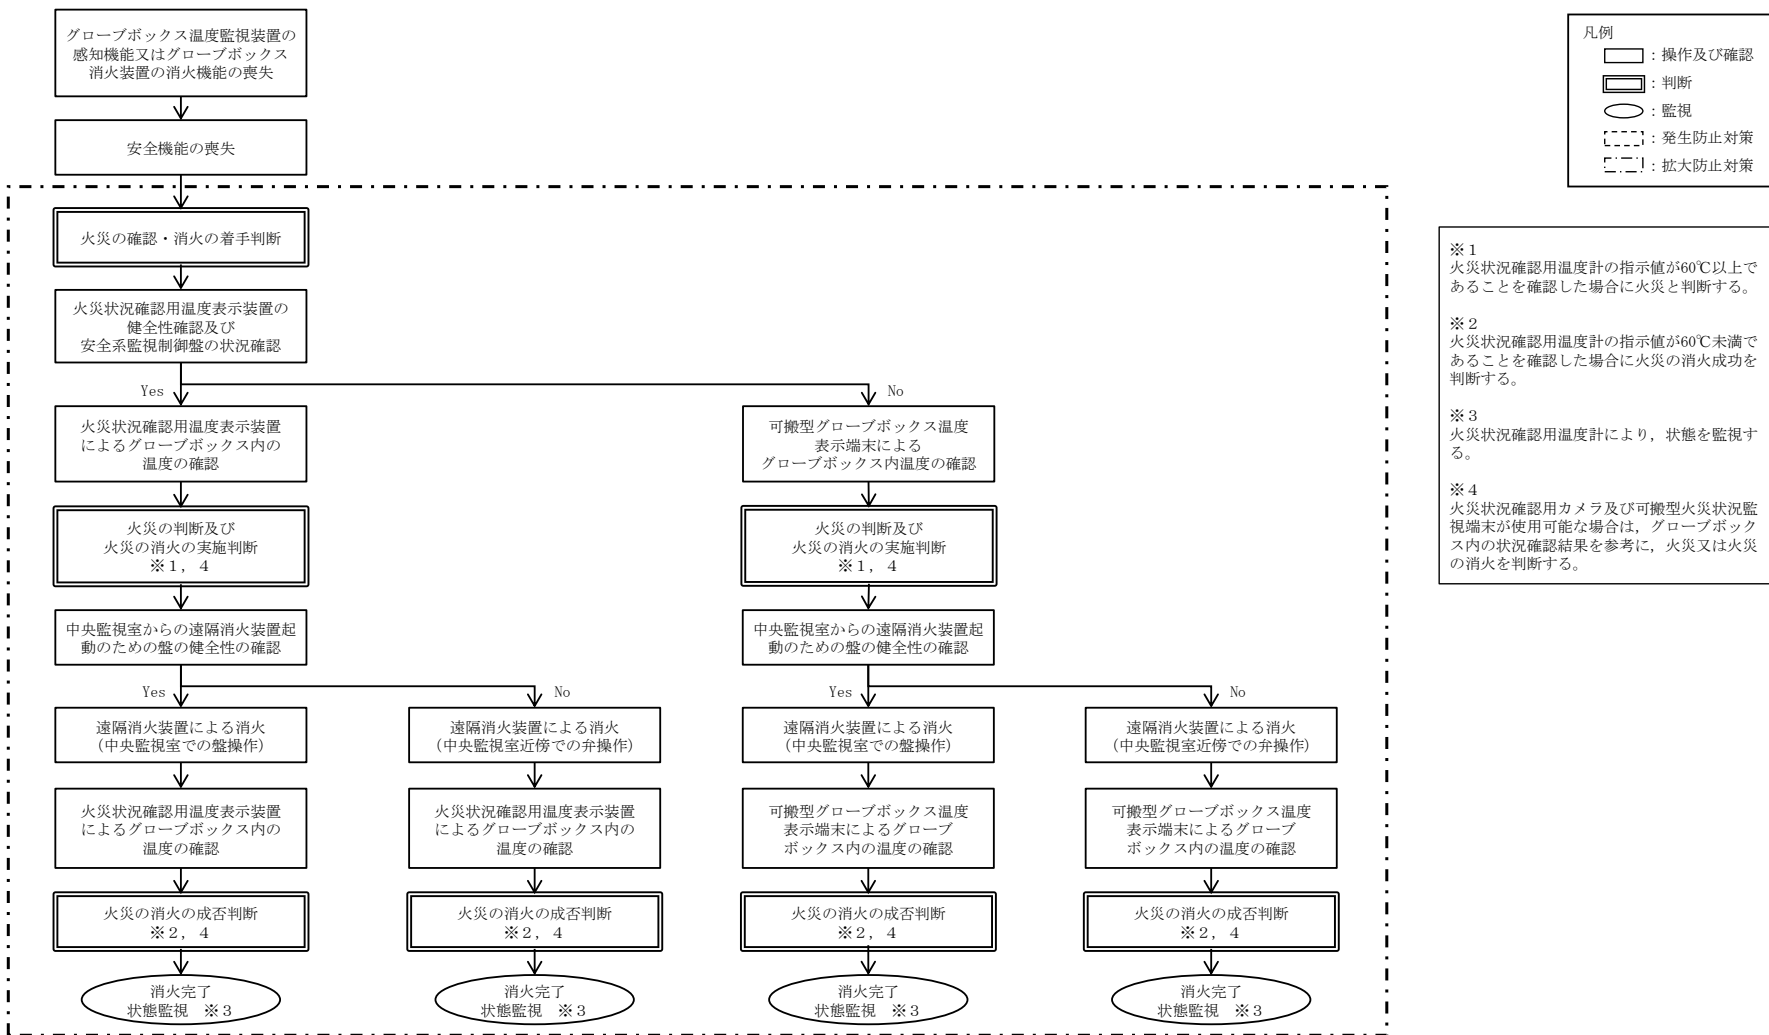 グローブボックス温度監視装置の
感知機能又はグローブボックス
消火装置の消火機能の喪失
安全機能の喪失
火災の確認・消火の着手判断
火災状況確認用温度表示装置の
健全性確認及び
安全系監視制御盤の状況確認
Yes
No
火災状況確認用温度表示装置
によるグローブボックス内の
温度の確認
可搬型グローブボックス温度
表示端末による
グローブボックス内温度の確認
火災の判断及び
火災の消火の実施判断
※１，４
火災の判断及び
火災の消火の実施判断
※１，４
中央監視室からの遠隔消火装置起
動のための盤の健全性の確認
中央監視室からの遠隔消火装置起
動のための盤の健全性の確認
Yes
No
Yes
No
遠隔消火装置による消火
（中央監視室での盤操作）
遠隔消火装置による消火
（中央監視室近傍での弁操作）
遠隔消火装置による消火
（中央監視室での盤操作）
遠隔消火装置による消火
（中央監視室近傍での弁操作）
火災状況確認用温度表示装置
によるグローブボックス内の
温度の確認
火災状況確認用温度表示装置
によるグローブボックス内の
温度の確認
可搬型グローブボックス温度
表示端末によるグローブ
ボックス内の温度の確認
可搬型グローブボックス温度
表示端末によるグローブ
ボックス内の温度の確認
火災の消火の成否判断
※２，４
火災の消火の成否判断
※２，４
火災の消火の成否判断
※２，４
火災の消火の成否判断
※２，４
消火完了
状態監視　※３
消火完了
状態監視　※３
消火完了
状態監視　※３
消火完了
状態監視　※３
凡例
：操作及び確認
：判断
：監視
：発生防止対策
：拡大防止対策
※１
火災状況確認用温度計の指示値が60℃以上で
あることを確認した場合に火災と判断する。
※２
火災状況確認用温度計の指示値が60℃未満で
あることを確認した場合に火災の消火成功を
判断する。
※３
火災状況確認用温度計により，状態を監視す
る。
※４
火災状況確認用カメラ及び可搬型火災状況監
視端末が使用可能な場合は，グローブボック
ス内の状況確認結果を参考に，火災又は火災
の消火を判断する。